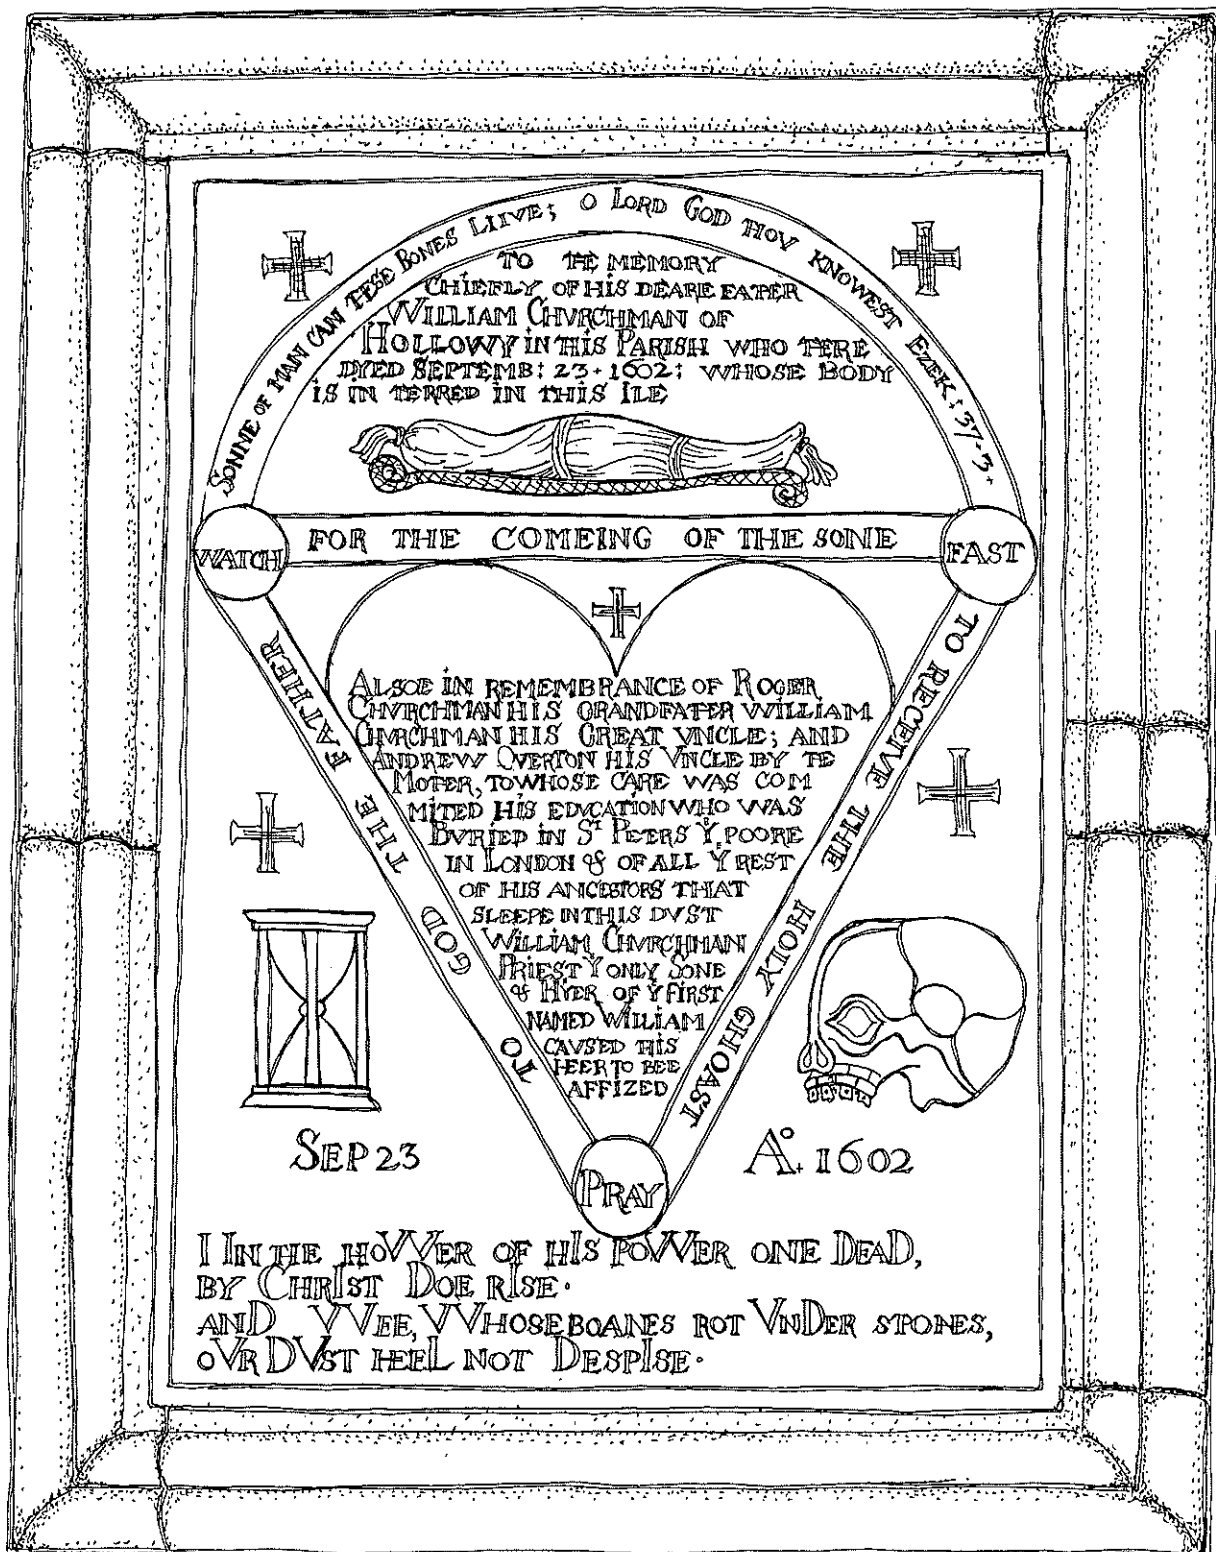 SONNE OF MAN CAN THESE BONES LIIVE; O LORD GOD THOV KNOWEST EZEK: 37-3.
TO THE MEMORY
CHIEFLY OF HIS DEARE FATHER
WILLIAM CHVRCHMAN OF
HOLLOWY IN THIS PARISH WHO THERE
DYED SEPTEMB: 23 · 1602: WHOSE BODY
IS IN TERRED IN THIS ILE
WATCH FOR THE COMEING OF THE SONE FAST
TO RECEIVE THE HOLY GHOAST
PRAY
TO GOD THE FATHER
ALSOE IN REMEMBRANCE OF ROGER
CHVRCHMAN HIS GRANDFATHER WILLIAM
CHVRCHMAN HIS GREAT VNCLE; AND
ANDREW OVERTON HIS VNCLE BY THE
MOTHER, TO WHOSE CARE WAS COM
MITED HIS EDVCATION WHO WAS
BVRIED IN St PETERS Ye POORE
IN LONDON & OF ALL Ye REST
OF HIS ANCESTORS THAT
SLEEPE IN THIS DVST
WILLIAM CHVRCHMAN
PRIEST Y ONLY SONE
& HYER OF Y FIRST
NAMED WILLIAM
CAVSED THIS
HEER TO BEE
AFFIZED
SEP 23
Ao. 1602
I IN THE HoVVER OF HIS POVVER ONE DEAD,
BY CHRIST DOE RISE.
AND VVEE, VVHOSE BOANES ROT VNDER STONES,
OVR DVST HEEL NOT DESPISE.